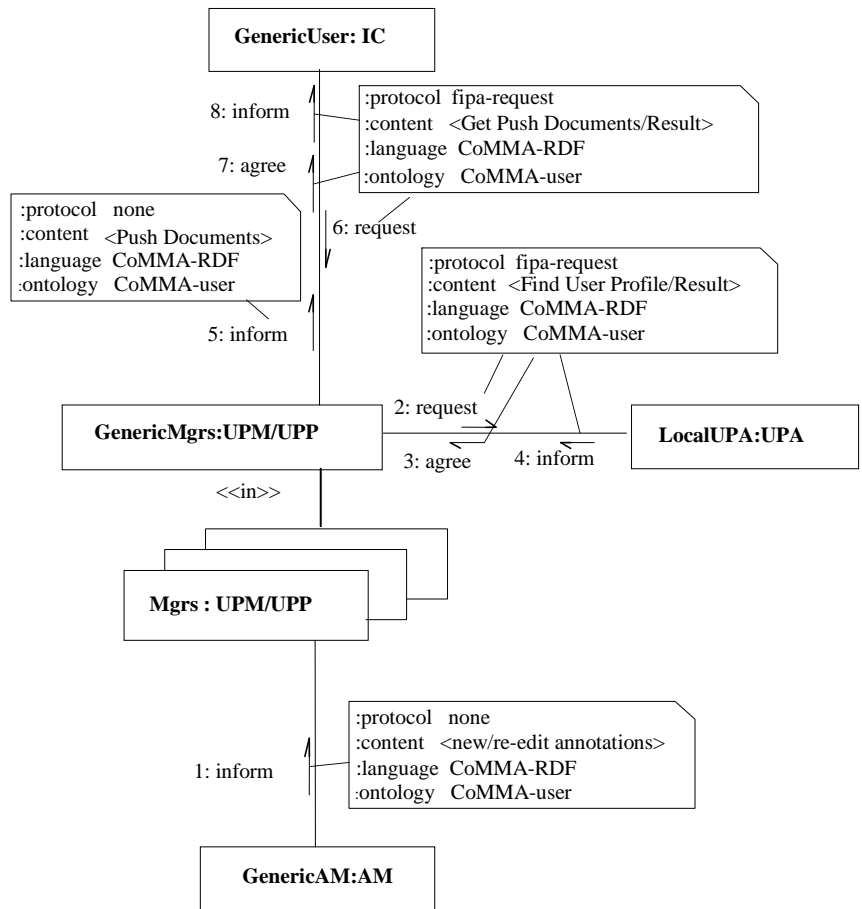 GenericUser: IC
8: inform
:protocol fipa-request
:content <Get Push Documents/Result>
:language CoMMA-RDF
:ontology CoMMA-user
7: agree
6: request
:protocol none
:content <Push Documents>
:language CoMMA-RDF
:ontology CoMMA-user
5: inform
:protocol fipa-request
:content <Find User Profile/Result>
:language CoMMA-RDF
:ontology CoMMA-user
GenericMgrs:UPM/UPP
2: request
3: agree
4: inform
LocalUPA:UPA
<<in>>
Mgrs : UPM/UPP
1: inform
:protocol none
:content <new/re-edit annotations>
:language CoMMA-RDF
:ontology CoMMA-user
GenericAM:AM